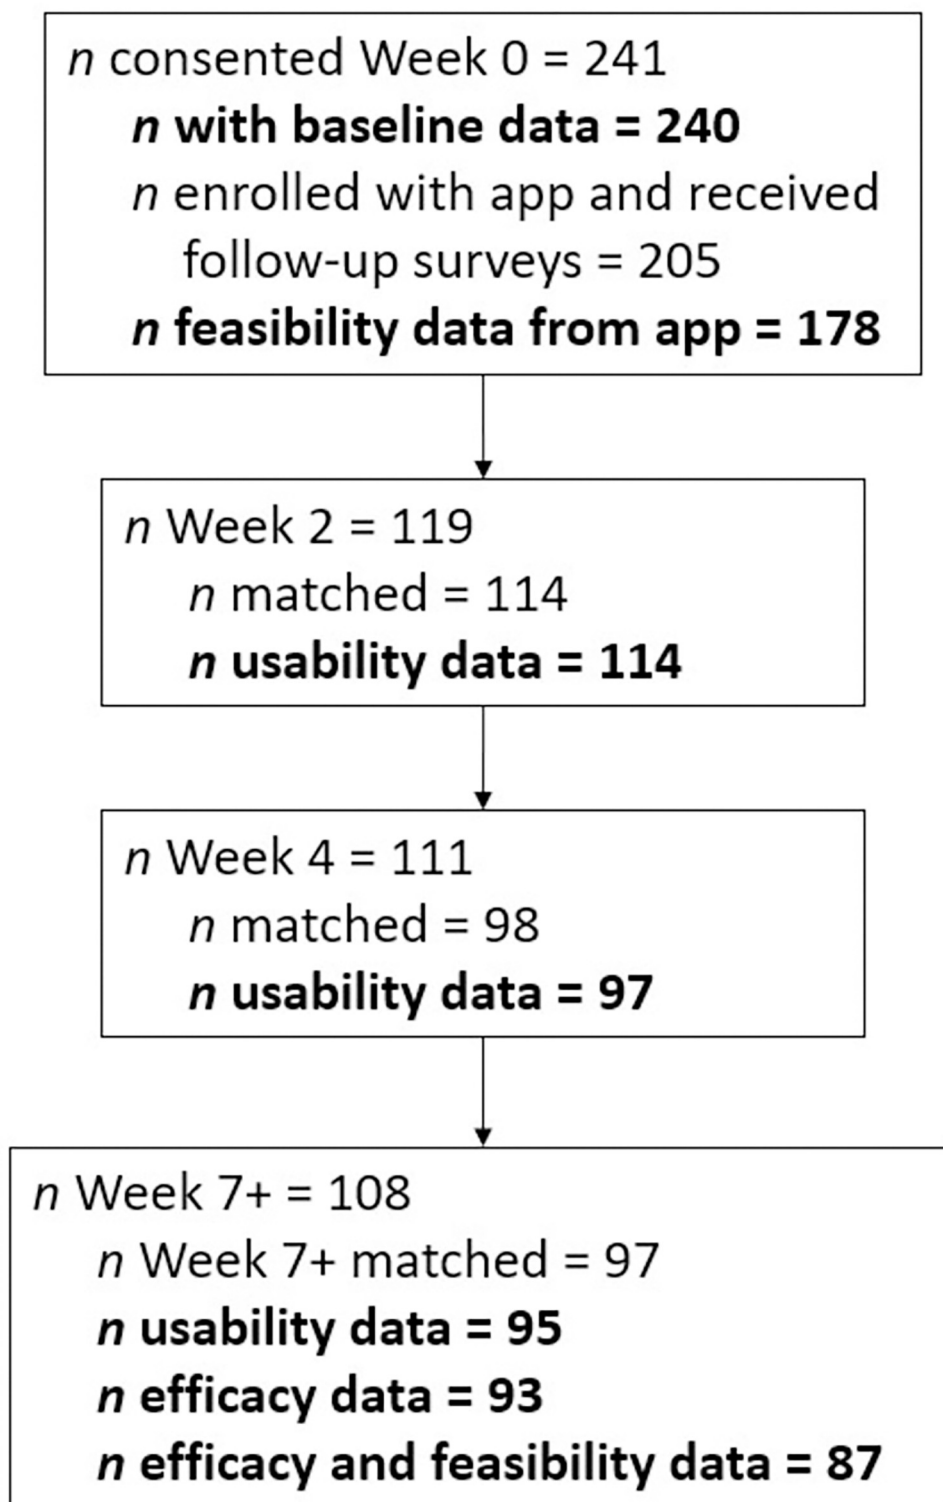 n consented Week 0 = 241
n with baseline data = 240
n enrolled with app and received
follow-up surveys = 205
n feasibility data from app = 178
n Week 2 = 119
n matched = 114
n usability data = 114
n Week 4 = 111
n matched = 98
n usability data = 97
n Week 7+ = 108
n Week 7+ matched = 97
n usability data = 95
n efficacy data = 93
n efficacy and feasibility data = 87